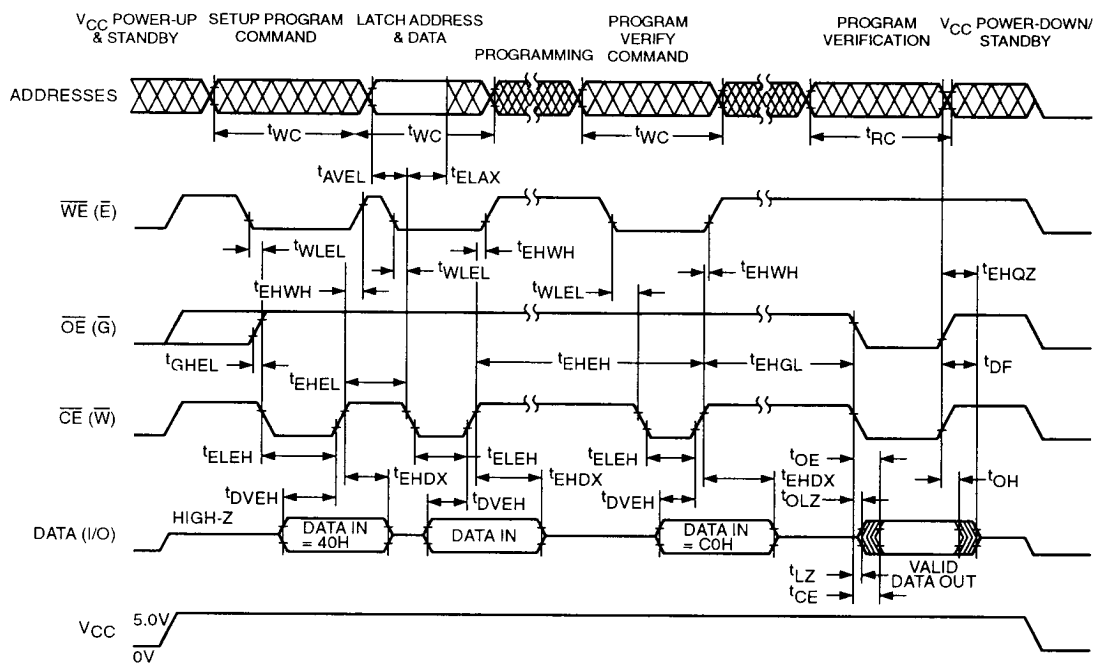 VCC POWER-UP & STANDBY
SETUP PROGRAM COMMAND
LATCH ADDRESS & DATA
PROGRAMMING
PROGRAM VERIFY COMMAND
PROGRAM VERIFICATION
VCC POWER-DOWN/ STANDBY
ADDRESSES
tWC
tWC
tWC
tRC
tAVEL
tELAX
WE (E)
tWLEL
tEHWH
tWLEL
tEHWH
tWLEL
tEHWH
tEHQZ
OE (G)
tGHEL
tEHEL
tEHEH
tEHGL
tDF
CE (W)
tELEH
tEHDX
tELEH
tEHDX
tELEH
tEHDX
tOE
tOLZ
tOH
tDVEH
tDVEH
tDVEH
DATA (I/O)
HIGH-Z
DATA IN = 40H
DATA IN
DATA IN = C0H
VALID DATA OUT
tLZ
tCE
VCC
5.0V
0V